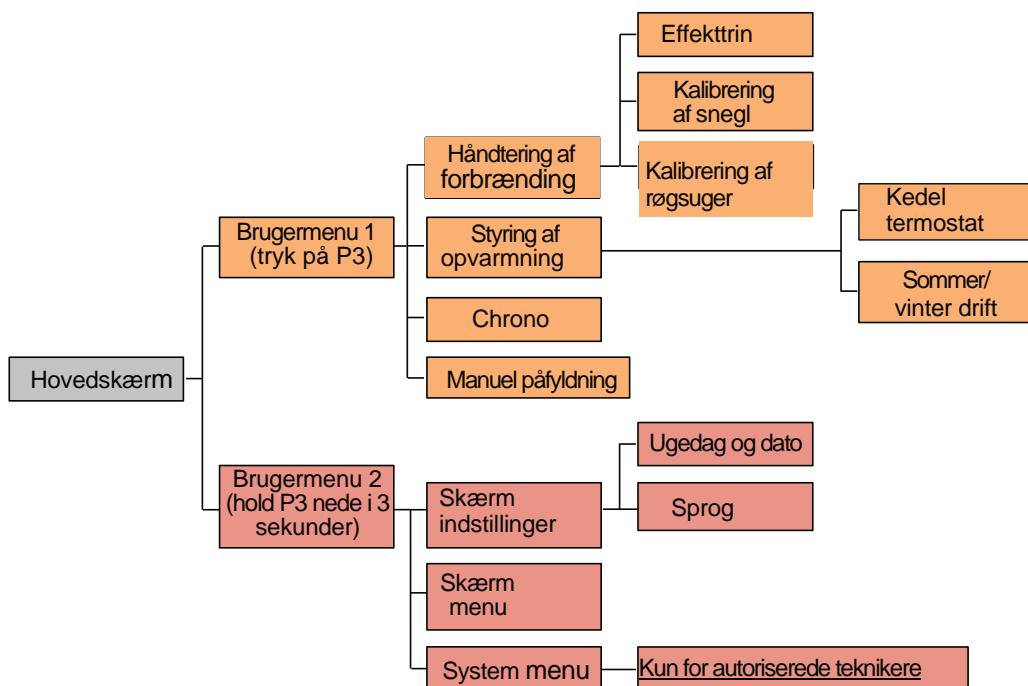 Hovedskærm
Brugermenu 1
(tryk på P3)
Håndtering af
forbrænding
Effekttrin
Kalibrering
af snegl
Kalibrering af
røgsuger
Styring af
opvarmning
Kedel
termostat
Sommer/
vinter drift
Chrono
Manuel påfyldning
Brugermenu 2
(hold P3 nede i 3
sekunder)
Skærm
indstillinger
Ugedag og dato
Sprog
Skærm
menu
System menu
Kun for autoriserede teknikere